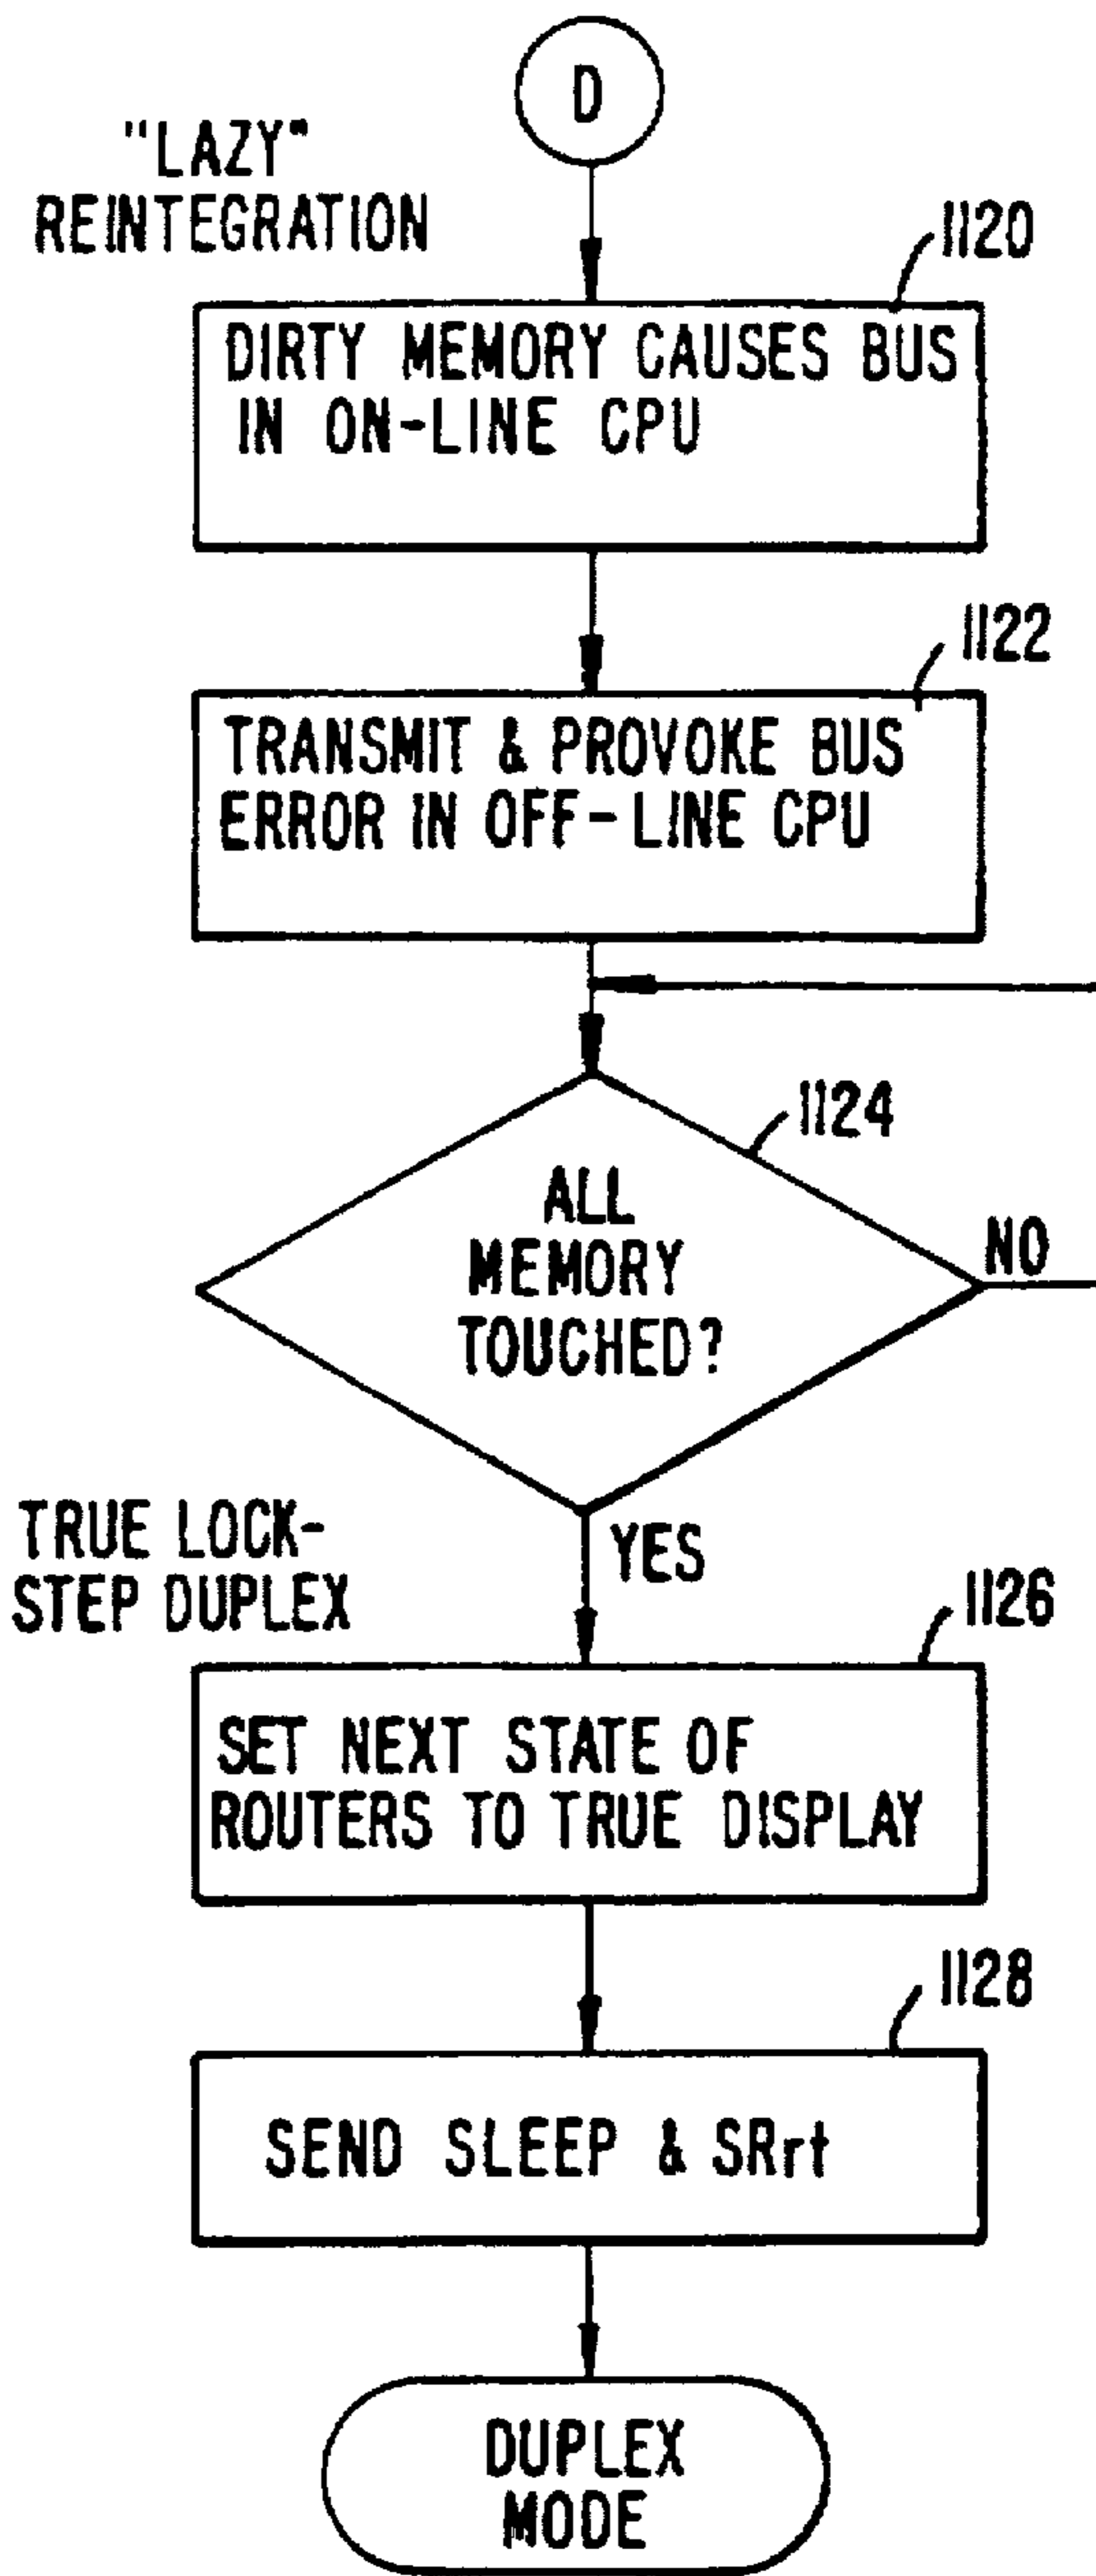 D
"LAZY"
REINTEGRATION
1120
DIRTY MEMORY CAUSES BUS
IN ON-LINE CPU
1122
TRANSMIT & PROVOKE BUS
ERROR IN OFF-LINE CPU
1124
ALL
MEMORY
TOUCHED?
NO
YES
TRUE LOCK-
STEP DUPLEX
1126
SET NEXT STATE OF
ROUTERS TO TRUE DISPLAY
1128
SEND SLEEP & SRrt
DUPLEX
MODE